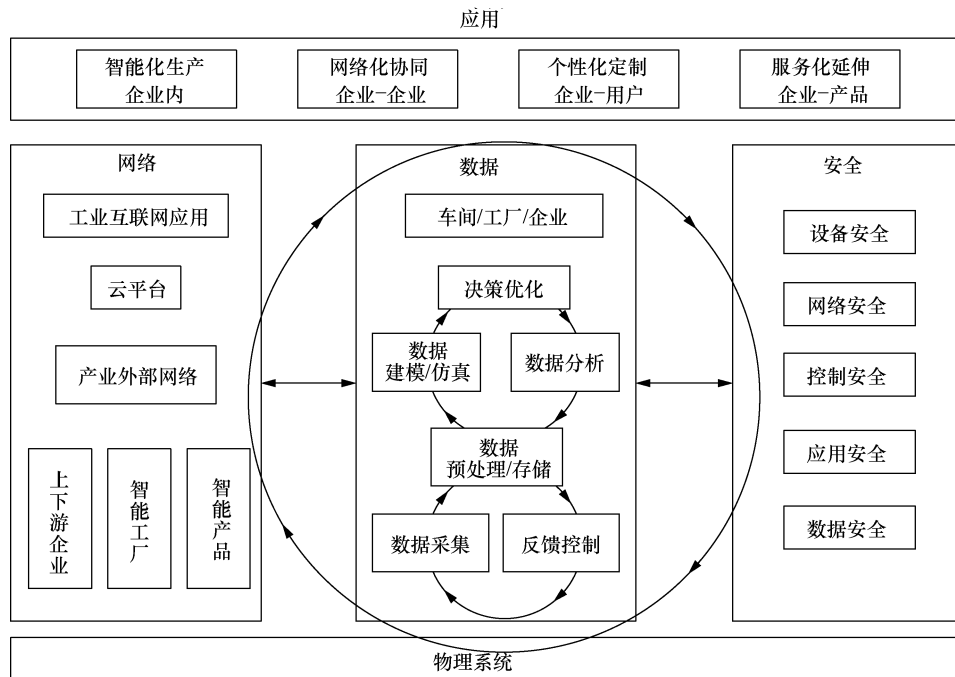 应用
智能化生产
企业内
网络化协同
企业-企业
个性化定制
企业-用户
服务化延伸
企业-产品
网络
工业互联网应用
云平台
产业外部网络
上下游企业
智能工厂
智能产品
数据
车间/工厂/企业
决策优化
数据
建模/仿真
数据分析
数据
预处理/存储
数据采集
反馈控制
安全
设备安全
网络安全
控制安全
应用安全
数据安全
物理系统